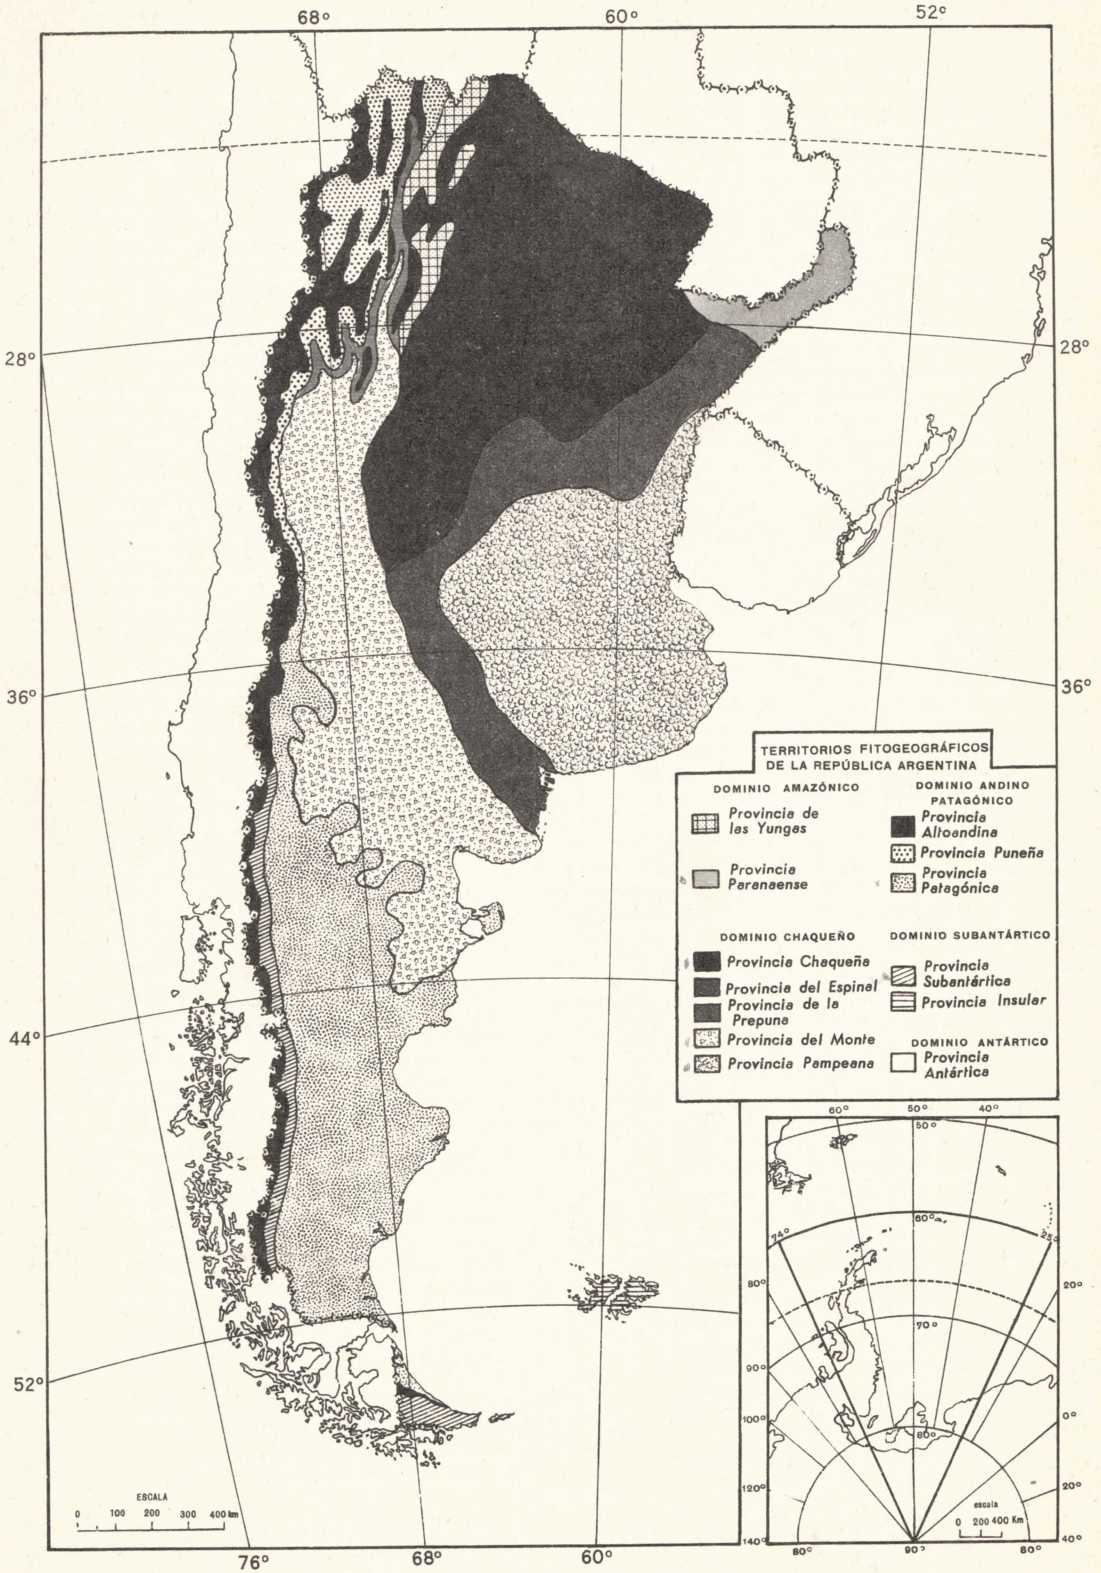 68°
60°
52°
28°
28°
36°
36°
44°
52°
76°
68°
60°
TERRITORIOS FITOGEOGRÁFICOS
DE LA REPÚBLICA ARGENTINA
DOMINIO AMAZÓNICO
Provincia de
las Yungas
Provincia
Paranaense
DOMINIO CHAQUEÑO
Provincia Chaqueña
Provincia del Espinal
Provincia de la
Prepuna
Provincia del Monte
Provincia Pampeana
DOMINIO ANDINO
PATAGÓNICO
Provincia
Altoandina
Provincia Puneña
Provincia
Patagónica
DOMINIO SUBANTÁRTICO
Provincia
Subantártica
Provincia Insular
DOMINIO ANTÁRTICO
Provincia
Antártica
ESCALA
0 100 200 300 400 km
60° 50° 40°
50°
60°
74°
25°
80°
20°
70°
90°
100°
0°
80°
120°
20°
escala
0 200 400 Km
140°
40°
80° 90° 80°